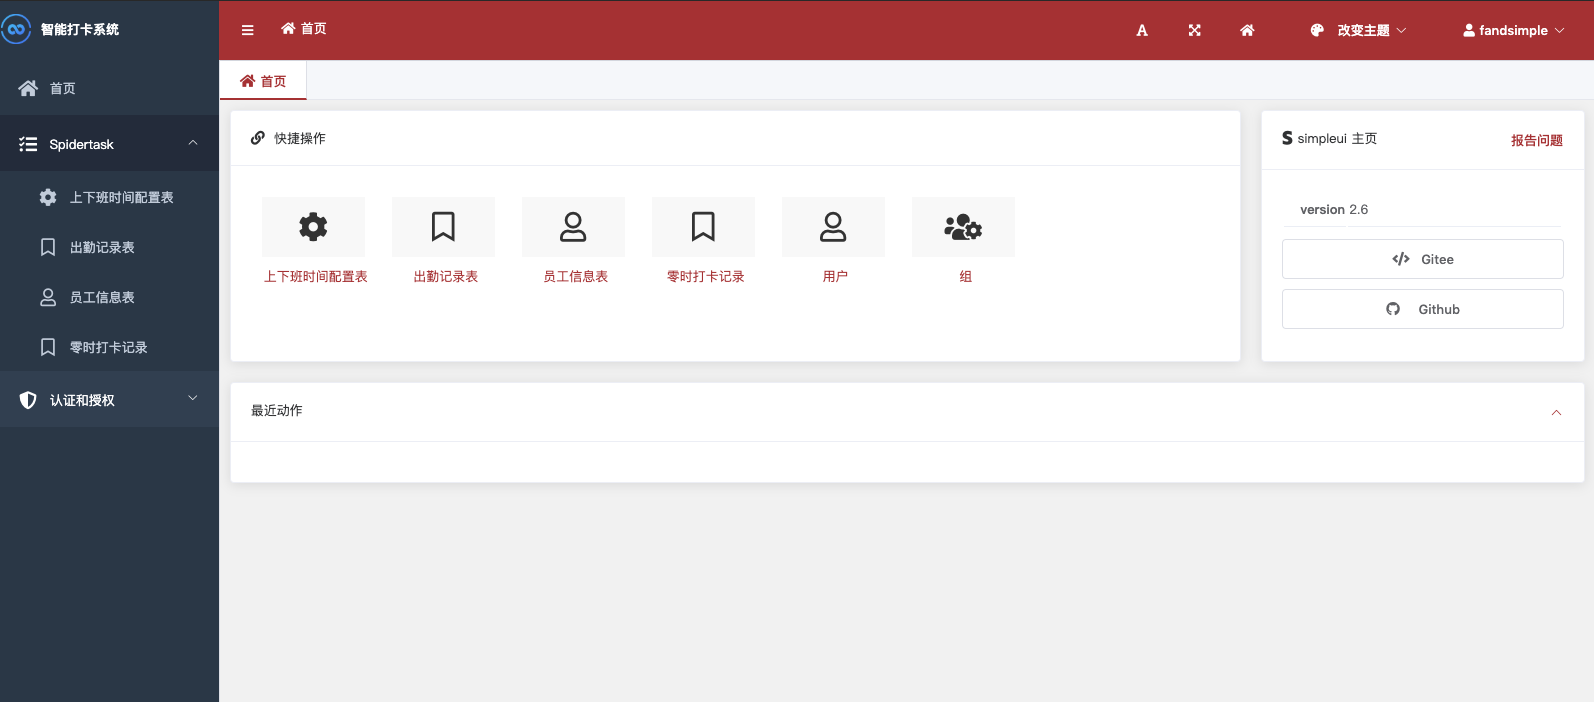 智能打卡系统
首页
Spidertask
上下班时间配置表
出勤记录表
员工信息表
零时打卡记录
认证和授权
首页
改变主题
fandsimple
首页
快捷操作
上下班时间配置表
出勤记录表
员工信息表
零时打卡记录
用户
组
simpleui 主页
报告问题
version 2.6
Gitee
Github
最近动作